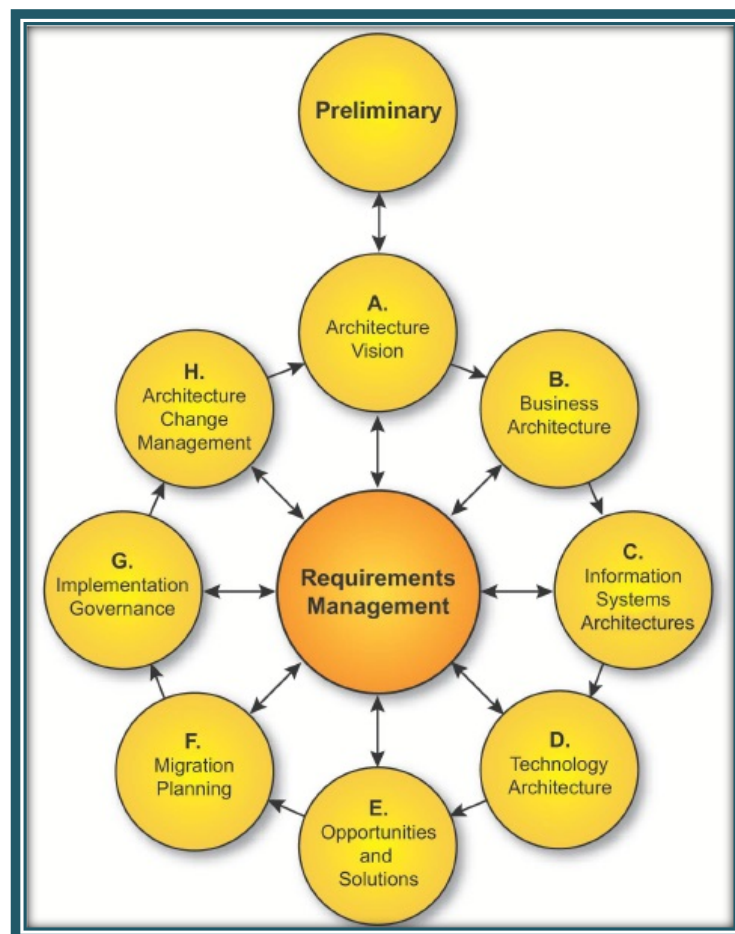 Preliminary
A.
Architecture
Vision
B.
Business
Architecture
C.
Information
Systems
Architectures
D.
Technology
Architecture
E.
Opportunities
and
Solutions
F.
Migration
Planning
G.
Implementation
Governance
H.
Architecture
Change
Management
Requirements
Management